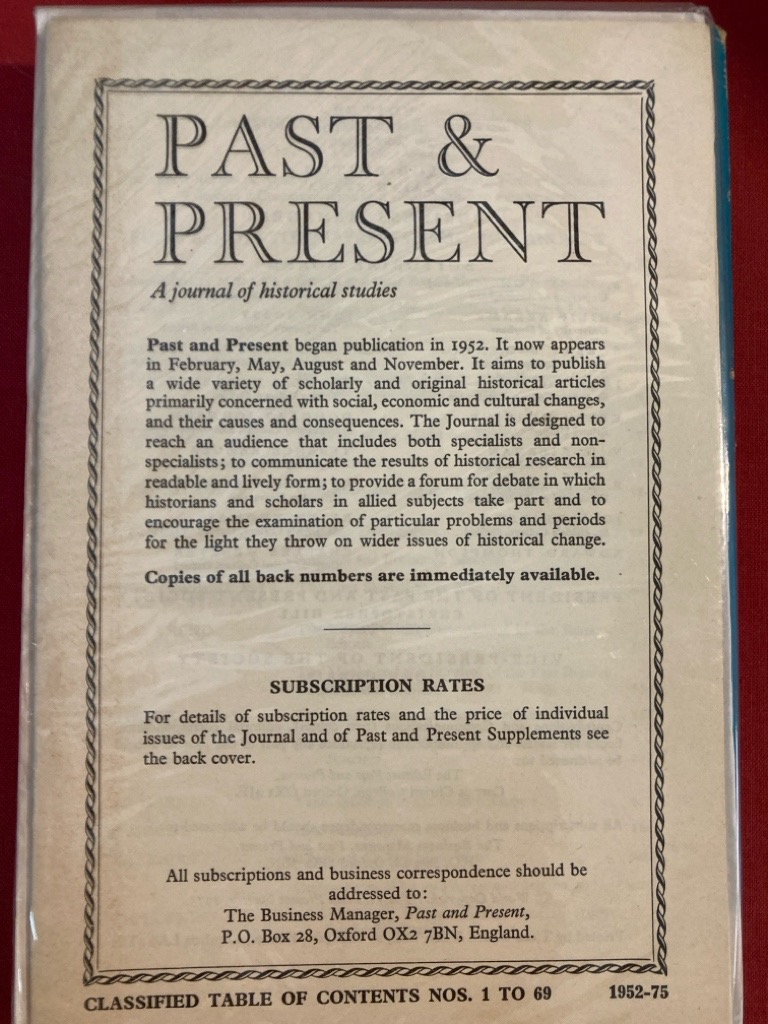 PAST &
PRESENT
A journal of historical studies
Past and Present began publication in 1952. It now appears
in February, May, August and November. It aims to publish
a wide variety of scholarly and original historical articles
primarily concerned with social, economic and cultural changes,
and their causes and consequences. The Journal is designed to
reach an audience that includes both specialists and non-
specialists; to communicate the results of historical research in
readable and lively form; to provide a forum for debate in which
historians and scholars in allied subjects take part and to
encourage the examination of particular problems and periods
for the light they throw on wider issues of historical change.
Copies of all back numbers are immediately available.
SUBSCRIPTION RATES
For details of subscription rates and the price of individual
issues of the Journal and of Past and Present Supplements see
the back cover.
All subscriptions and business correspondence should be
addressed to:
The Business Manager, Past and Present,
P.O. Box 28, Oxford OX2 7BN, England.
CLASSIFIED TABLE OF CONTENTS NOS. 1 TO 69 1952-75